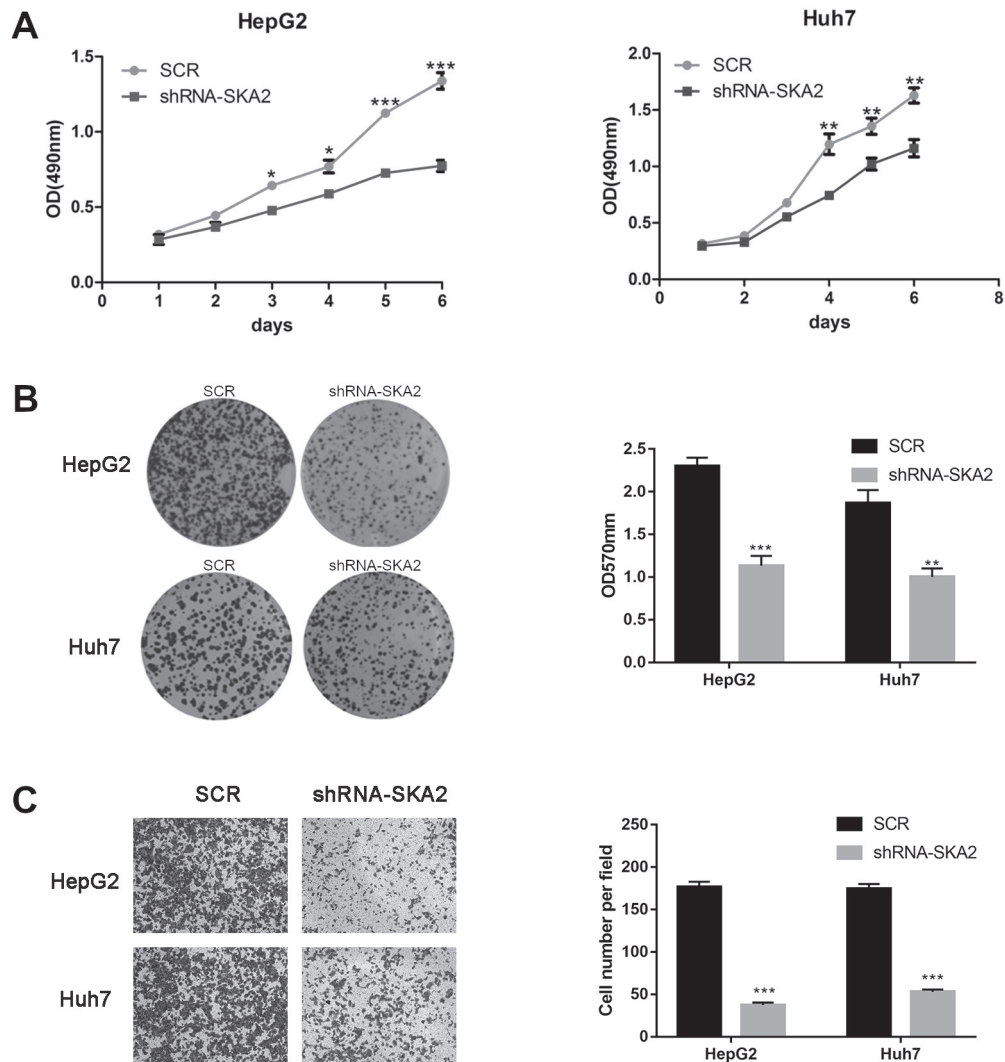 A
HepG2
SCR
shRNA-SKA2
OD(490nm)
1.5
1.0
0.5
0.0
*
*
***
***
0 1 2 3 4 5 6
days
Huh7
SCR
shRNA-SKA2
OD(490nm)
2.0
1.5
1.0
0.5
0.0
**
**
**
0 2 4 6 8
days
B
SCR shRNA-SKA2
HepG2
SCR shRNA-SKA2
Huh7
SCR
shRNA-SKA2
OD570mm
2.5
2.0
1.5
1.0
0.5
0.0
***
**
HepG2 Huh7
C
SCR shRNA-SKA2
HepG2
Huh7
SCR
shRNA-SKA2
Cell number per field
250
200
150
100
50
0
***
***
HepG2 Huh7